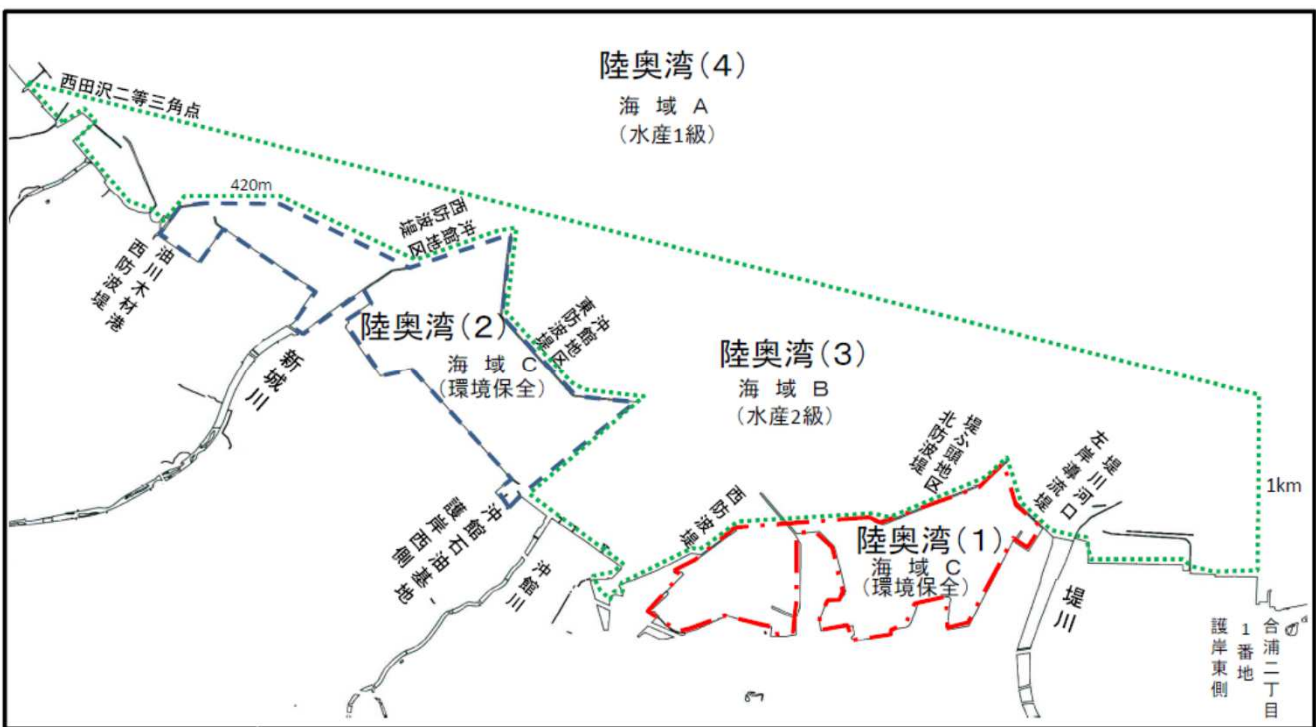 陸奥湾(4)
海域A
(水産1級)
西田沢二等三角点
420m
沖館地区
西防波堤
油川木材港
西防波堤
陸奥湾(2)
海域C
(環境保全)
沖館地区
東防波堤
新城川
陸奥湾(3)
海域B
(水産2級)
堤ふ頭地区
北防波堤
堤川河口
左岸導流堤
1km
西防波堤
陸奥湾(1)
海域C
(環境保全)
沖館石油基地
護岸西側
沖館川
堤川
合浦二丁目
1番地
護岸東側